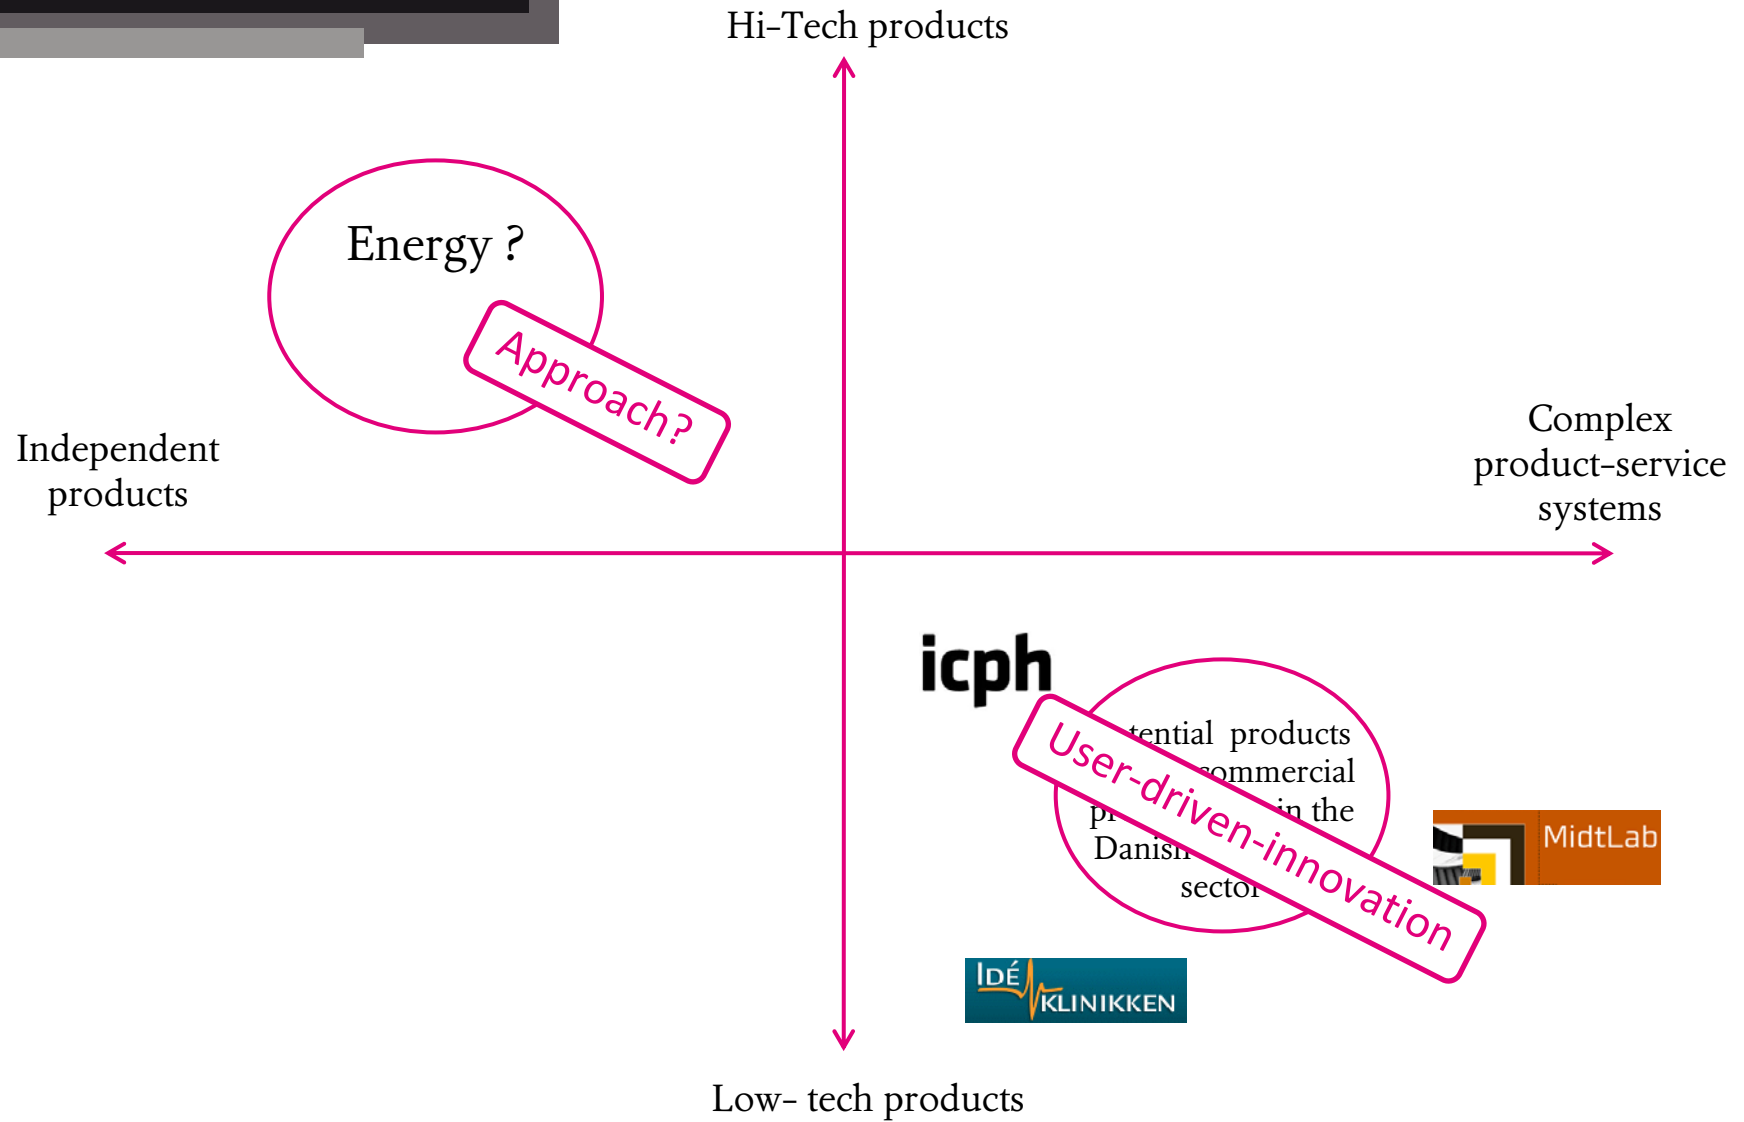 Hi-Tech products
Energy ?
Approach?
Independent
products
Complex
product-service
systems
icph
products
commercial
in the
Danish
sector
User-driven-innovation
MidtLab
IDÉ
KLINIKKEN
Low- tech products